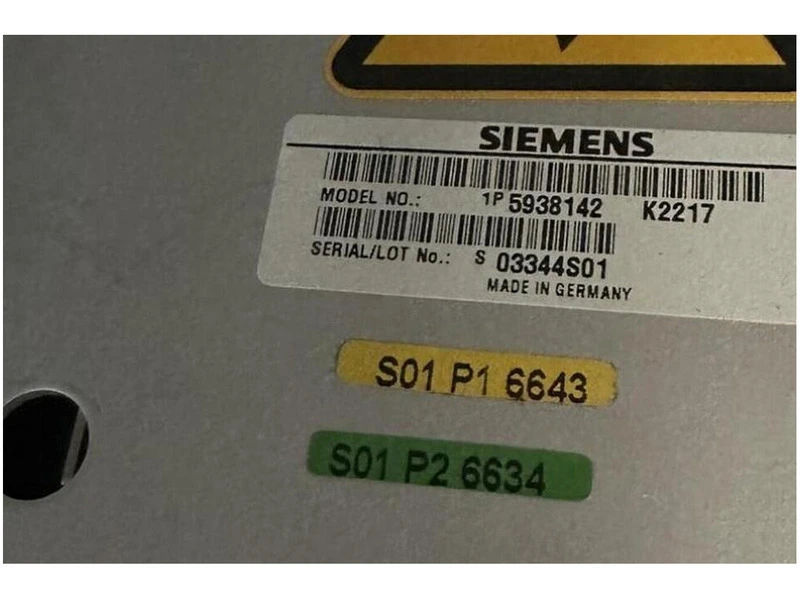 SIEMENS
MODEL NO.: 1P 5938142 K2217
SERIAL/LOT No.: S 03344S01
MADE IN GERMANY
S01 P1 6643
S01 P2 6634